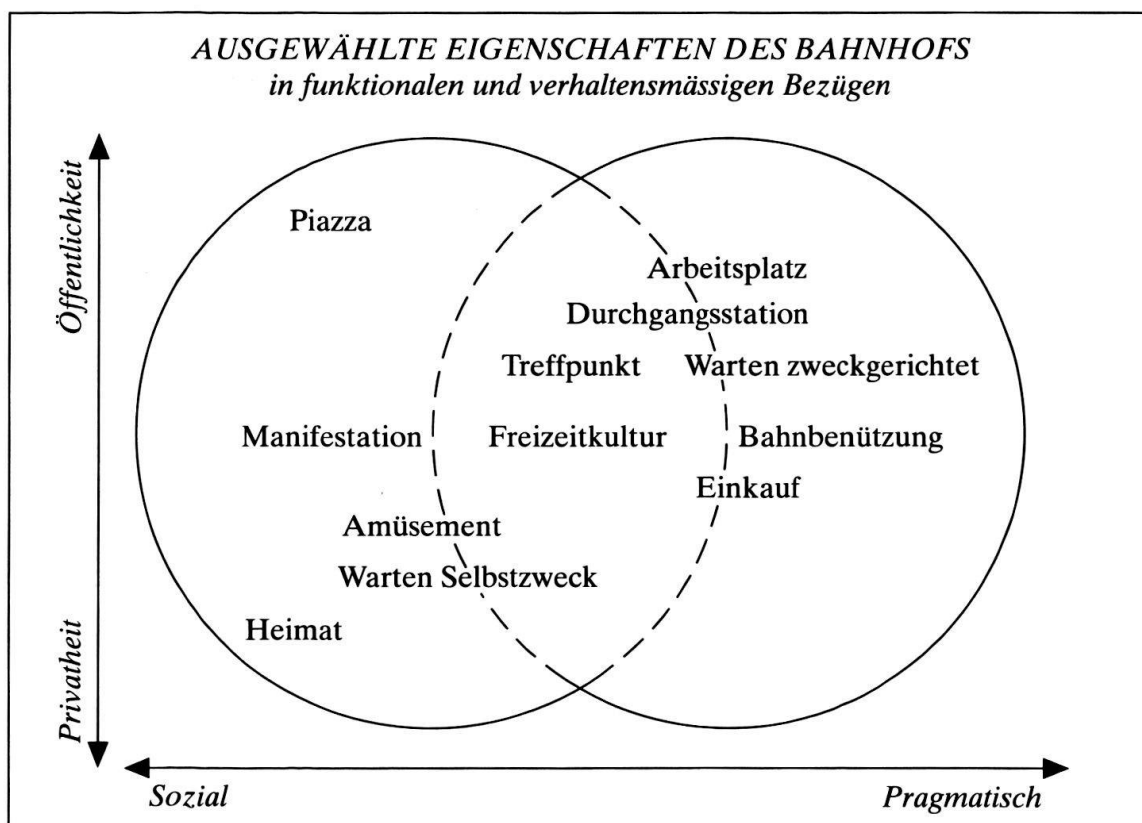 AUSGEWÄHLTE EIGENSCHAFTEN DES BAHNHOFS
in funktionalen und verhaltensmässigen Bezügen
Öffentlichkeit
Piazza
Arbeitsplatz
Durchgangsstation
Treffpunkt
Warten zweckgerichtet
Manifestation
Freizeitkultur
Bahnbenützung
Einkauf
Amüsement
Warten Selbstzweck
Heimat
Privatheit
Sozial
Pragmatisch